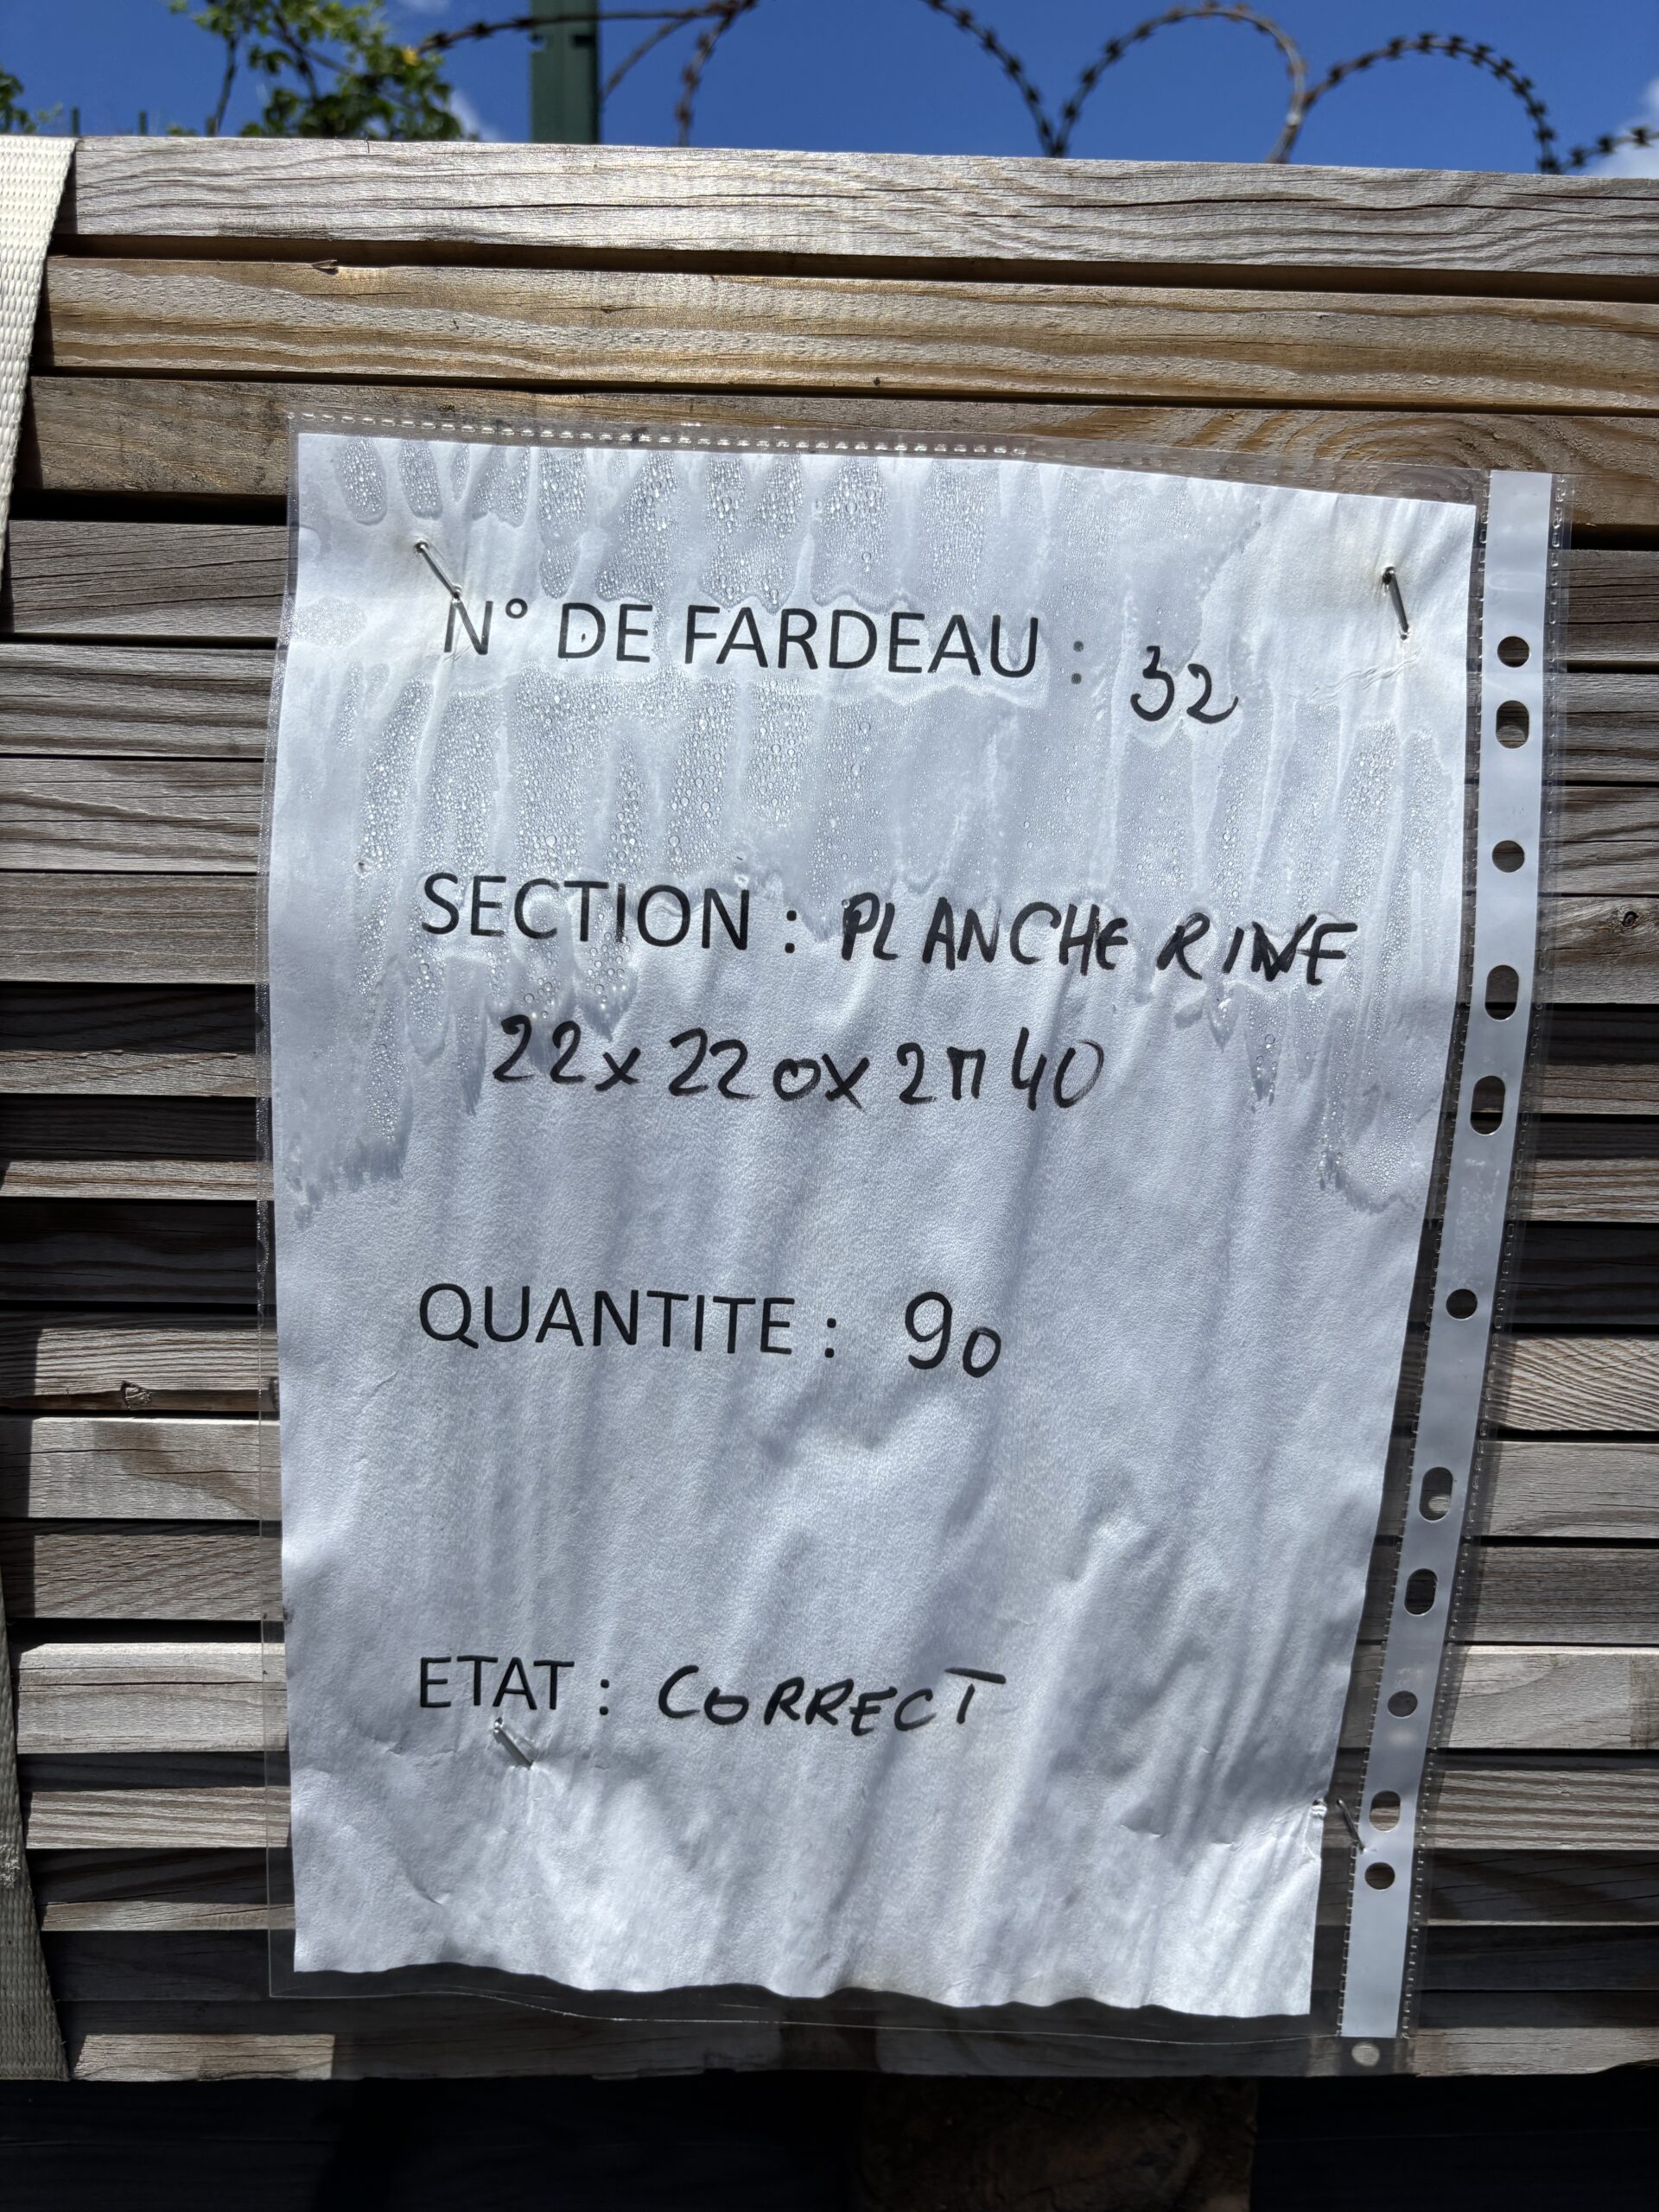 N° DE FARDEAU : 32
SECTION : PLANCHE RIVE
22x220x2m40
QUANTITE : 90
ETAT : CORRECT